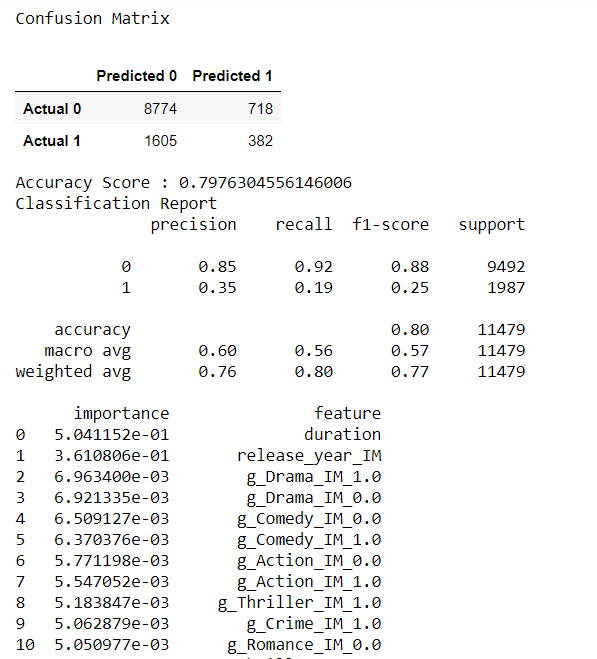 Confusion Matrix
Predicted 0 Predicted 1
Actual 0 8774 718
Actual 1 1605 382
Accuracy Score : 0.7976304556146006
Classification Report
precision recall f1-score support
0 0.85 0.92 0.88 9492
1 0.35 0.19 0.25 1987
accuracy 0.80 11479
macro avg 0.60 0.56 0.57 11479
weighted avg 0.76 0.80 0.77 11479
importance feature
0 5.041152e-01 duration
1 3.610806e-01 release_year_IM
2 6.963400e-03 g_Drama_IM_1.0
3 6.921335e-03 g_Drama_IM_0.0
4 6.509127e-03 g_Comedy_IM_0.0
5 6.370376e-03 g_Comedy_IM_1.0
6 5.771198e-03 g_Action_IM_0.0
7 5.547052e-03 g_Action_IM_1.0
8 5.183847e-03 g_Thriller_IM_1.0
9 5.062879e-03 g_Crime_IM_1.0
10 5.050977e-03 g_Romance_IM_0.0